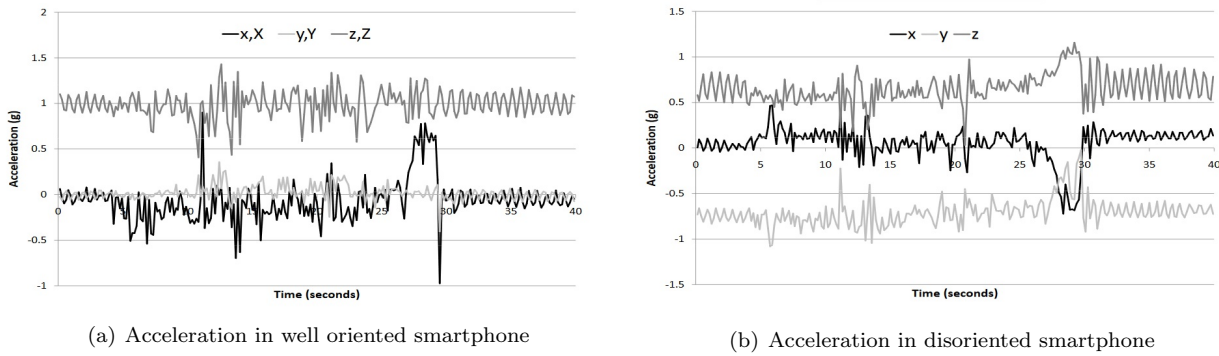 2
1.5
1
0.5
0
-0.5
-1
x,X y,Y z,Z
0 5 10 15 20 25 30 35 40
Acceleration (g)
Time (seconds)
(a) Acceleration in well oriented smartphone
1.5
1
0.5
0
-0.5
-1
-1.5
x y z
0 5 10 15 20 25 30 35 40
Acceleration (g)
Time (seconds)
(b) Acceleration in disoriented smartphone